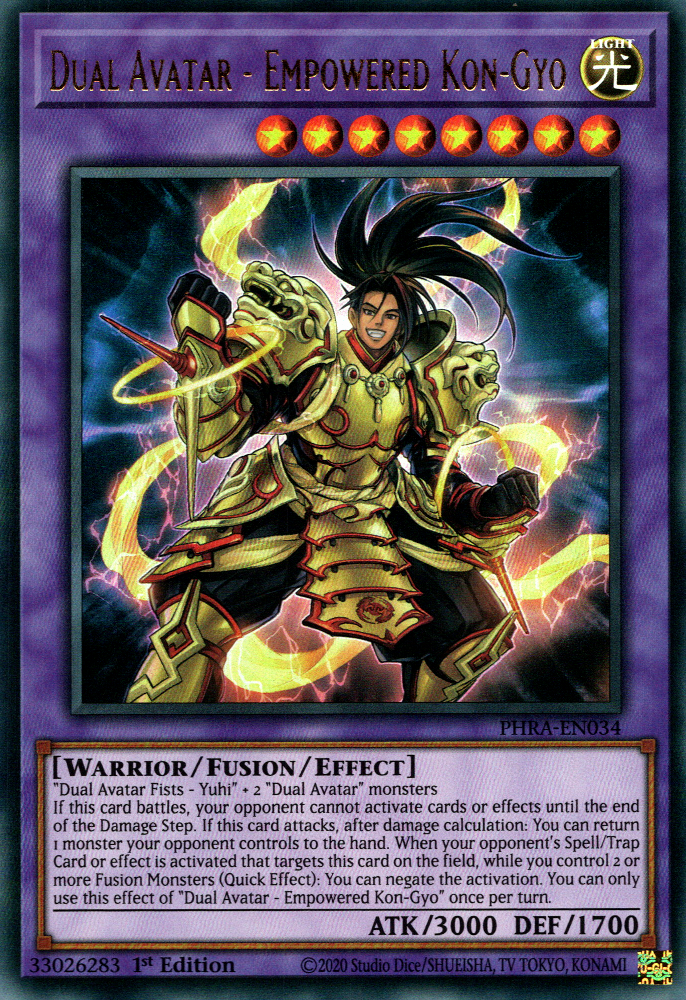 Dual Avatar - Empowered Kon-Gyo
LIGHT
光
PHRA-EN034
[Warrior/Fusion/Effect]
"Dual Avatar Fists - Yuhi" + 2 "Dual Avatar" monsters
If this card battles, your opponent cannot activate cards or effects until the end
of the Damage Step. If this card attacks, after damage calculation: You can return
1 monster your opponent controls to the hand. When your opponent's Spell/Trap
Card or effect is activated that targets this card on the field, while you control 2 or
more Fusion Monsters (Quick Effect): You can negate the activation. You can only
use this effect of "Dual Avatar - Empowered Kon-Gyo" once per turn.
ATK/3000 DEF/1700
33026283 1st Edition ©2020 Studio Dice/SHUEISHA, TV TOKYO, KONAMI